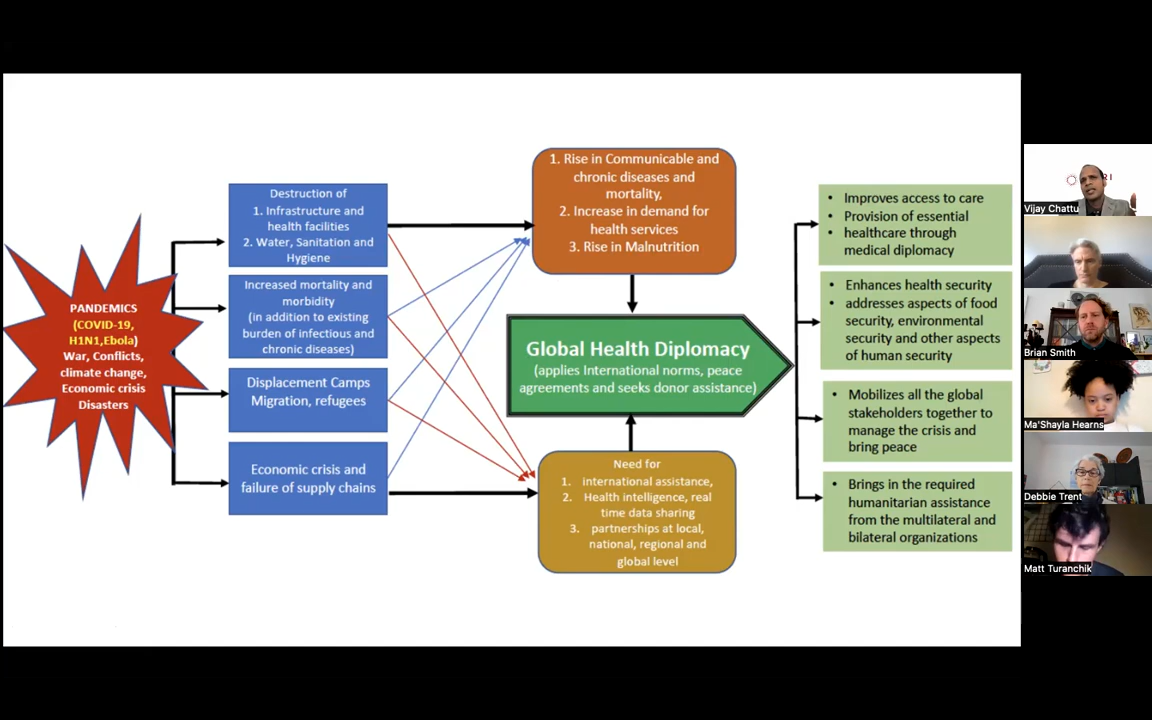 PANDEMICS
(COVID-19,
H1N1,Ebola)
War, Conflicts,
climate change,
Economic crisis
Disasters
Destruction of
1. Infrastructure and
health facilities
2. Water, Sanitation and
Hygiene
Increased mortality and
morbidity
(in addition to existing
burden of infectious and
chronic diseases)
Displacement Camps
Migration, refugees
Economic crisis and
failure of supply chains
1. Rise in Communicable and
chronic diseases and
mortality,
2. Increase in demand for
health services
3. Rise in Malnutrition
Global Health Diplomacy
(applies International norms, peace
agreements and seeks donor assistance)
Need for
1. international assistance,
2. Health intelligence, real
time data sharing
3. partnerships at local,
national, regional and
global level
• Improves access to care
• Provision of essential
• healthcare through
medical diplomacy
• Enhances health security
• addresses aspects of food
security, environmental
security and other aspects
of human security
• Mobilizes all the global
stakeholders together to
manage the crisis and
bring peace
• Brings in the required
humanitarian assistance
from the multilateral and
bilateral organizations
Vijay Chattu
Brian Smith
Ma'Shayla Hearns
Debbie Trent
Matt Turanchik